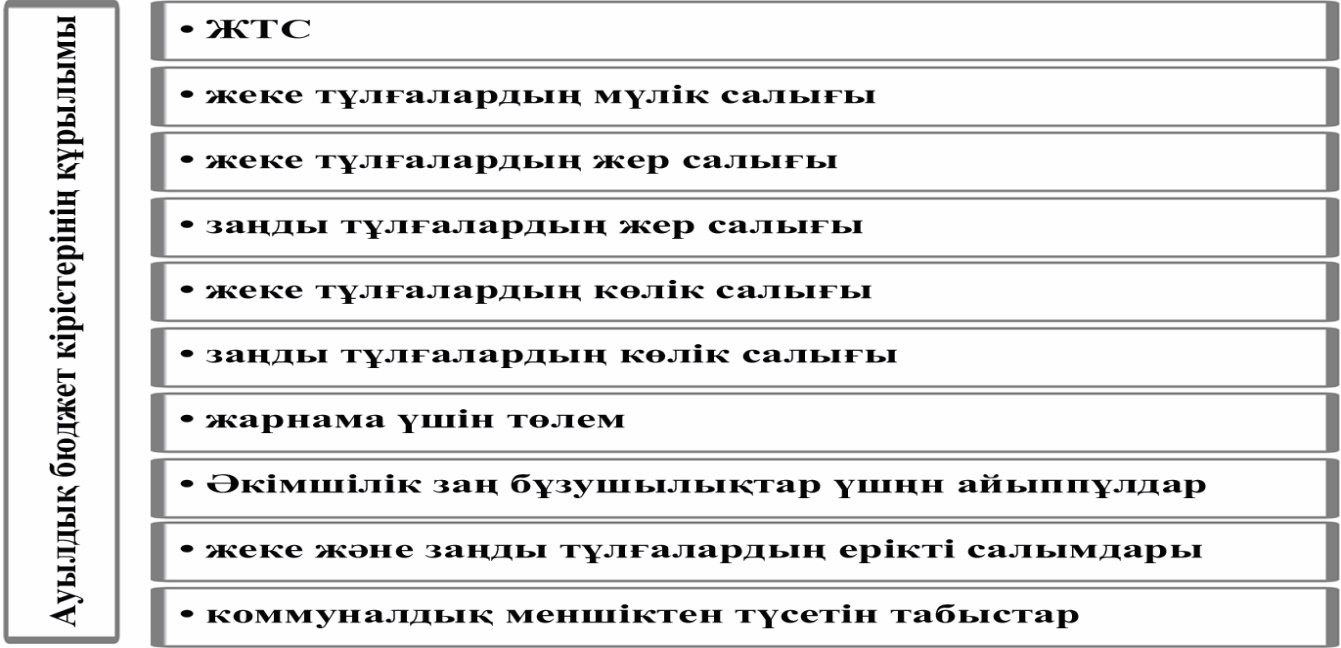 Ауылдық бюджет кірістерінің құрылымы
• ЖТС
• жеке тұлғалардың мүлік салығы
• жеке тұлғалардың жер салығы
• заңды тұлғалардың жер салығы
• жеке тұлғалардың көлік салығы
• заңды тұлғалардың көлік салығы
• жарнама үшін төлем
• Әкімшілік заң бұзушылықтар үшңн айыппұлдар
• жеке және заңды тұлғалардың ерікті салымдары
• коммуналдық меншіктен түсетін табыстар